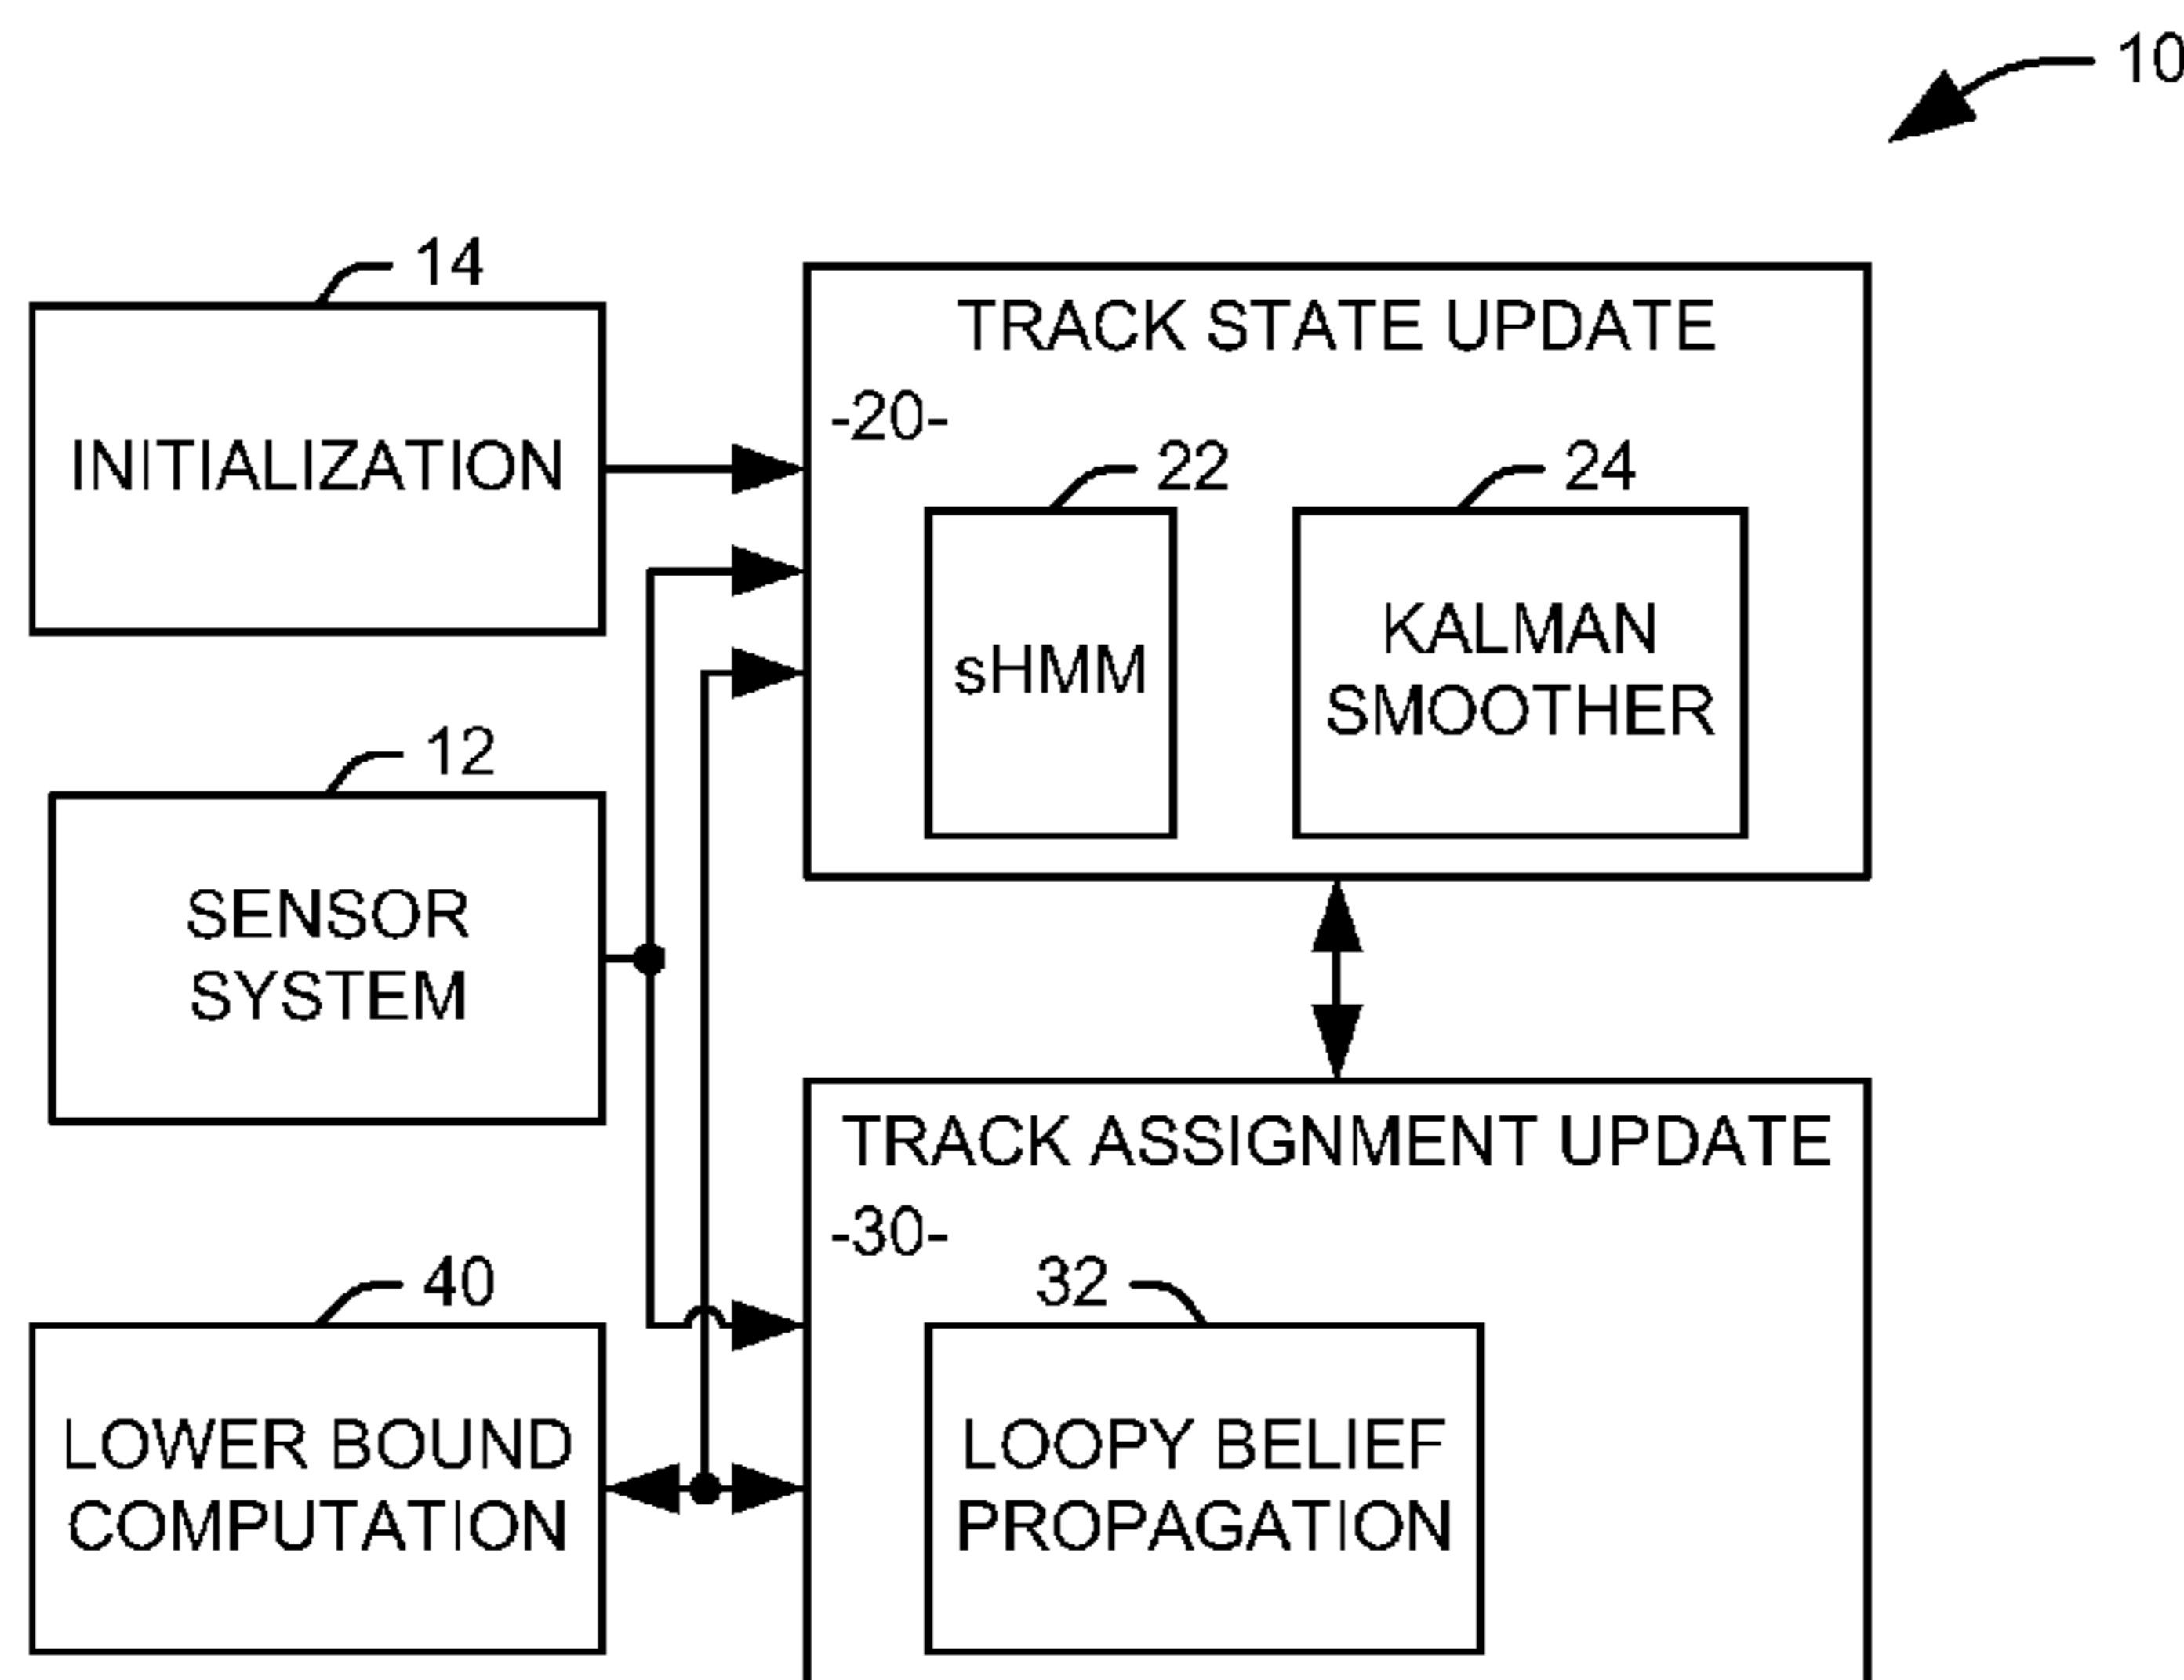 10
14
INITIALIZATION
TRACK STATE UPDATE
-20-
22
24
sHMM
KALMAN
SMOOTHER
12
SENSOR
SYSTEM
TRACK ASSIGNMENT UPDATE
-30-
32
40
LOWER BOUND
COMPUTATION
LOOPY BELIEF
PROPAGATION